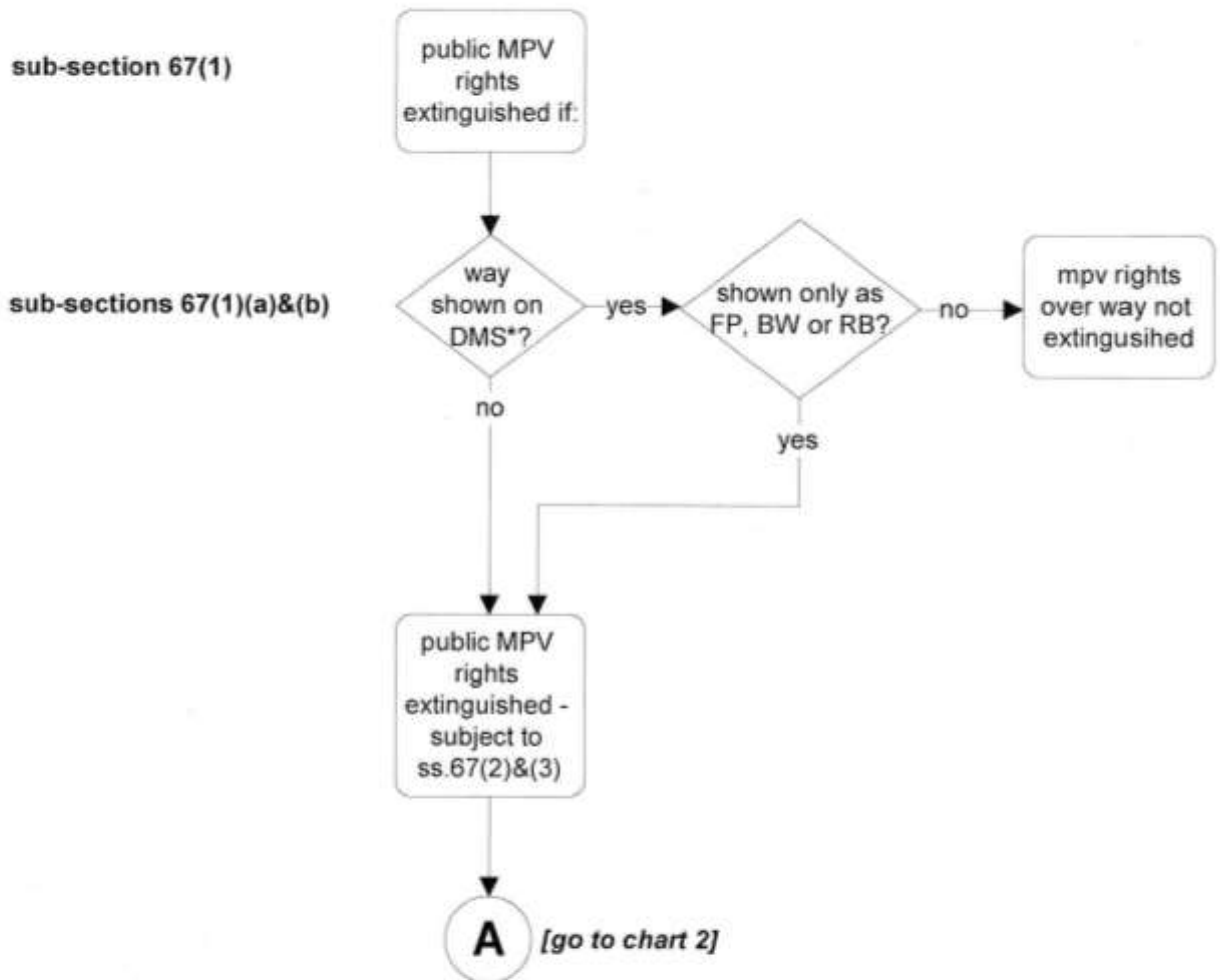 sub-section 67(1)
public MPV
rights
extinguished if:
sub-sections 67(1)(a)&(b)
way
shown on
DMS*?
yes
shown only as
FP, BW or RB?
no
mpv rights
over way not
extingusihed
no
yes
public MPV
rights
extinguished -
subject to
ss.67(2)&(3)
A
[go to chart 2]